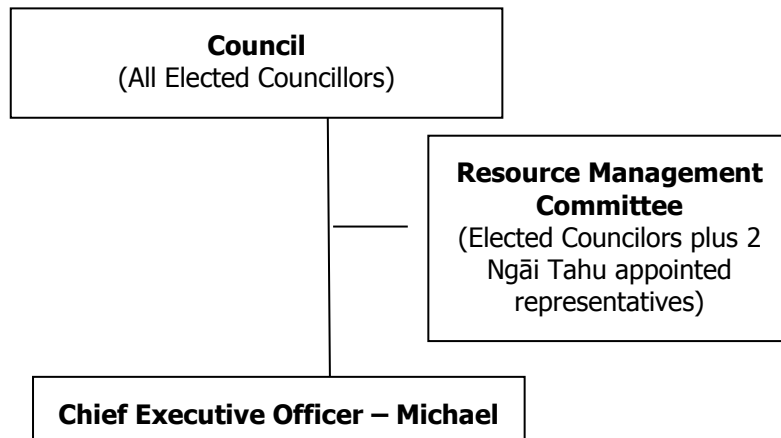 Council
(All Elected Councillors)
Resource Management
Committee
(Elected Councilors plus 2
Ngāi Tahu appointed
representatives)
Chief Executive Officer – Michael